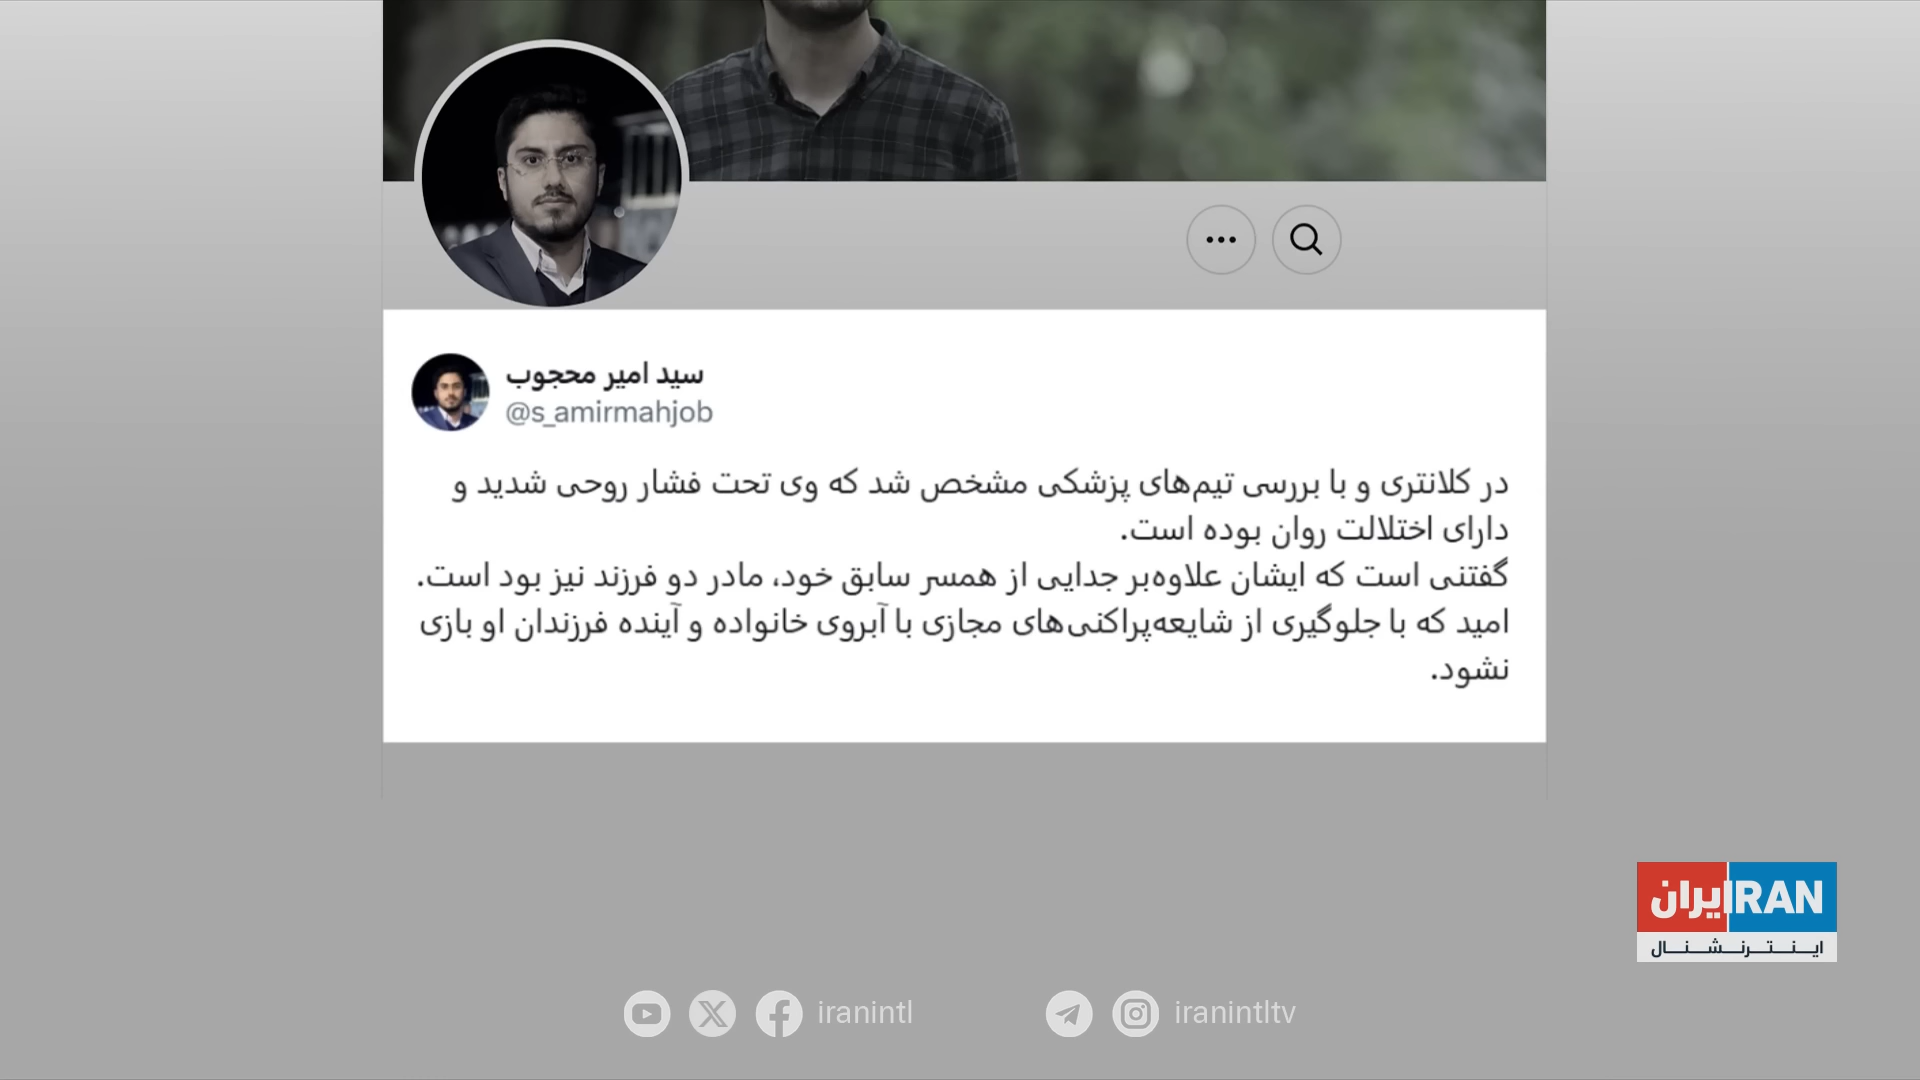 سید امیر محجوب
@s_amirmahjob
در کلانتری و با بررسی تیم‌های پزشکی مشخص شد که وی تحت فشار روحی شدید و
دارای اختلالت روان بوده است.
گفتنی است که ایشان علاوه‌بر جدایی از همسر سابق خود، مادر دو فرزند نیز بود است.
امید که با جلوگیری از شایعه‌پراکنی‌های مجازی با آبروی خانواده و آینده فرزندان او بازی
نشود.
ایران IRAN
اینترنشنال
iranintl
iranintltv